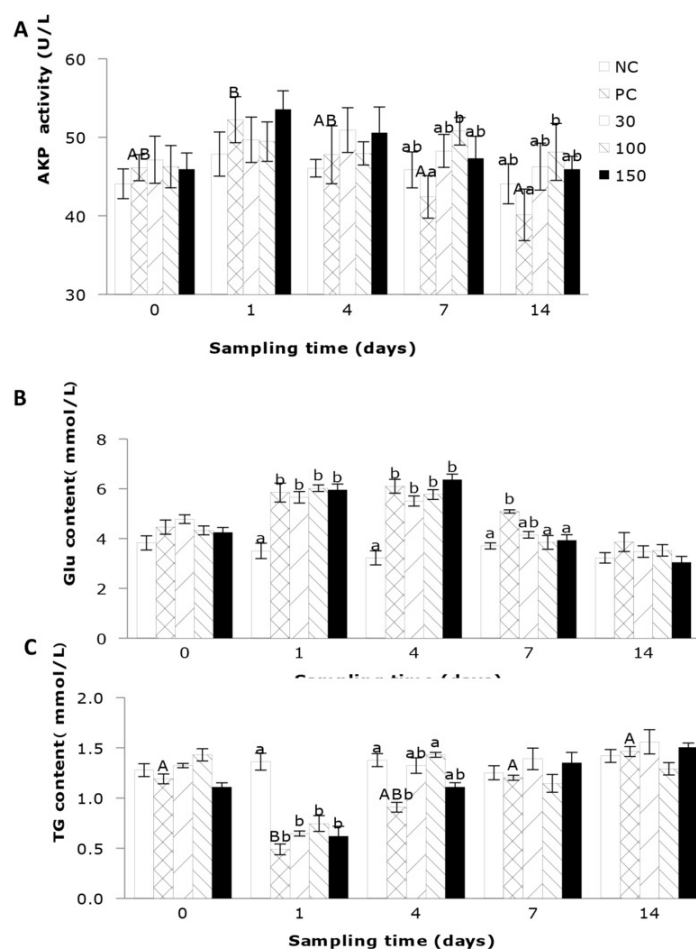 A
AKP activity (U/L
60
50
40
30
B
AB
AB
ab
Aa
ab
b
ab
ab
Aa
ab
b
ab
0 1 4 7 14
Sampling time (days)
NC
PC
30
100
150
B
Glu content( mmol/L)
8
6
4
2
0
a b b b b
a b b b b
a b ab a a
0 1 4 7 14
C
TG content( mmol/L)
2.0
1.5
1.0
0.5
0.0
A
a Bb b b b
a ABb ab a ab
A
A
0 1 4 7 14
Sampling time (days)